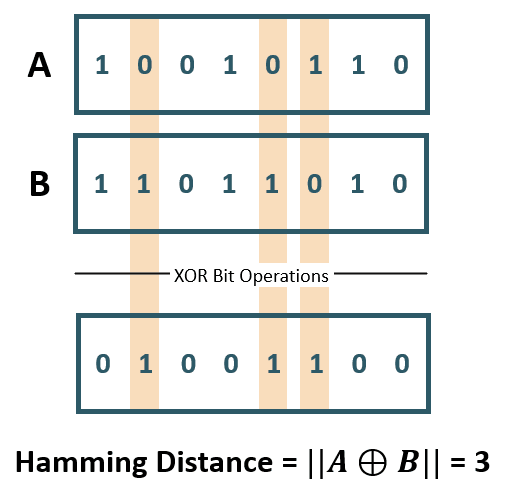 A 1 0 0 1 0 1 1 0
B 1 1 0 1 1 0 1 0
XOR Bit Operations
0 1 0 0 1 1 0 0
Hamming Distance = ||A ⊕ B|| = 3